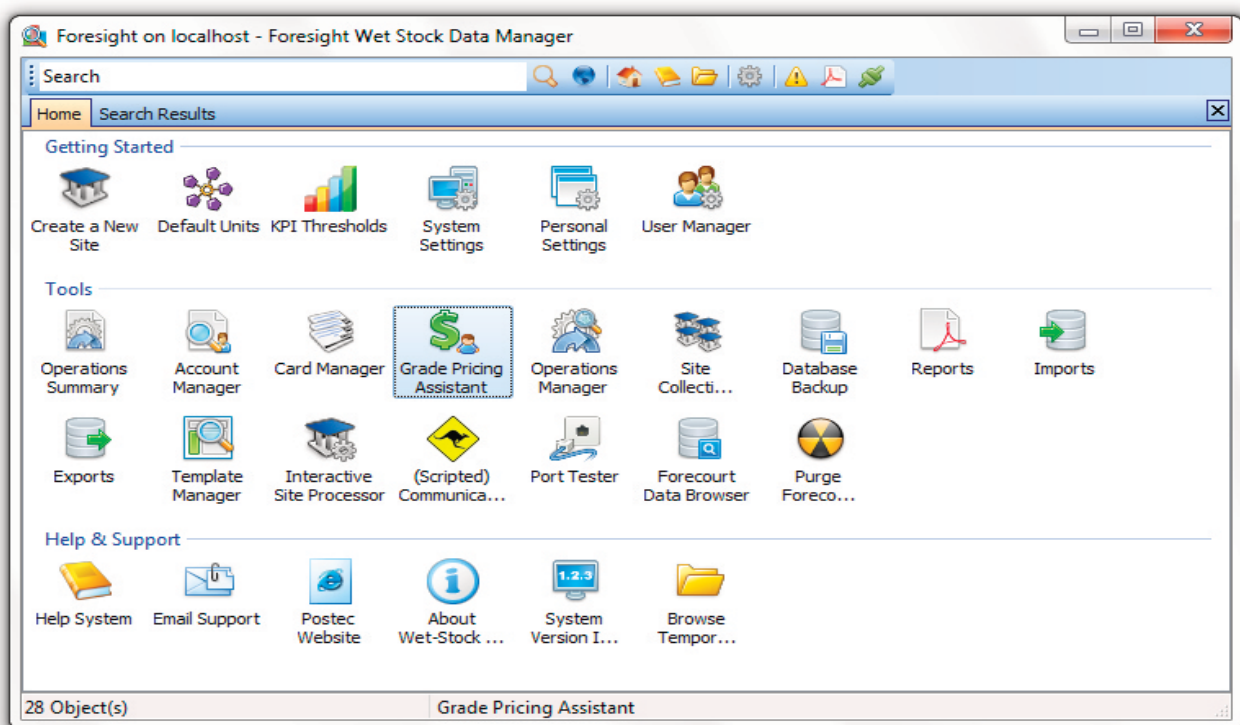 Foresight on localhost - Foresight Wet Stock Data Manager
Search
Home Search Results
Getting Started
Create a New Site
Default Units
KPI Thresholds
System Settings
Personal Settings
User Manager
Tools
Operations Summary
Account Manager
Card Manager
Grade Pricing Assistant
Operations Manager
Site Collecti...
Database Backup
Reports
Imports
Exports
Template Manager
Interactive Site Processor
(Scripted) Communica...
Port Tester
Forecourt Data Browser
Purge Foreco...
Help & Support
Help System
Email Support
Postec Website
About Wet-Stock ...
1.2.3
System Version I...
Browse Tempor...
28 Object(s) Grade Pricing Assistant